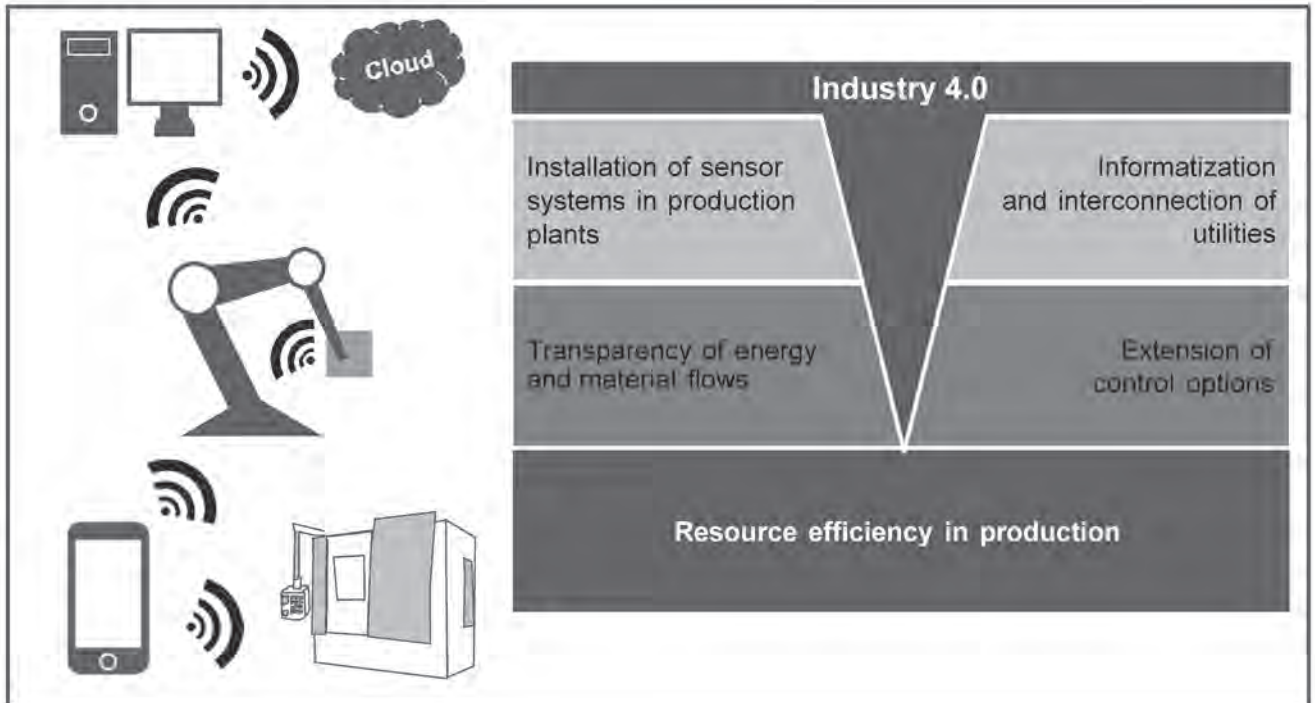 Cloud
Industry 4.0
Installation of sensor
systems in production
plants
Informatization
and interconnection of
utilities
Transparency of energy
and material flows
Extension of
control options
Resource efficiency in production